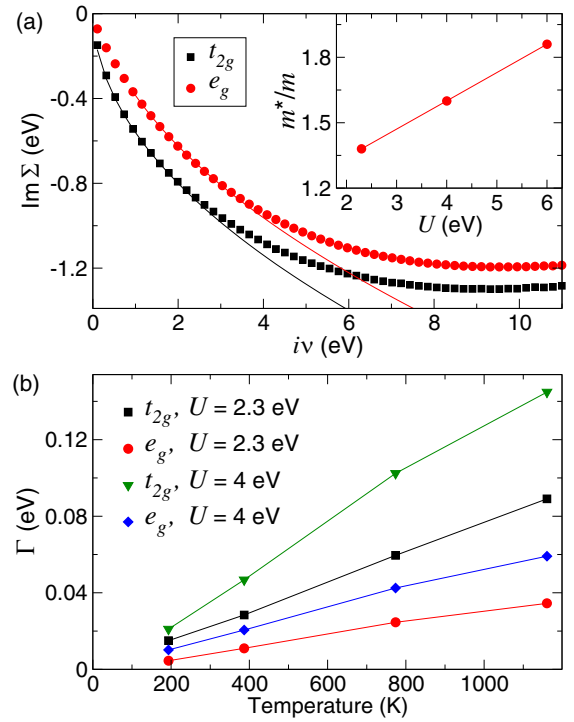 (a)
0
-0.4
-0.8
-1.2
Im Σ (eV)
t2g
eg
1.8
1.5
1.2
m*/m
2 3 4 5 6
U (eV)
0 2 4 6 8 10
iν (eV)
(b)
t2g, U = 2.3 eV
eg, U = 2.3 eV
t2g, U = 4 eV
eg, U = 4 eV
0.12
0.08
0.04
0
Γ (eV)
0 200 400 600 800 1000
Temperature (K)